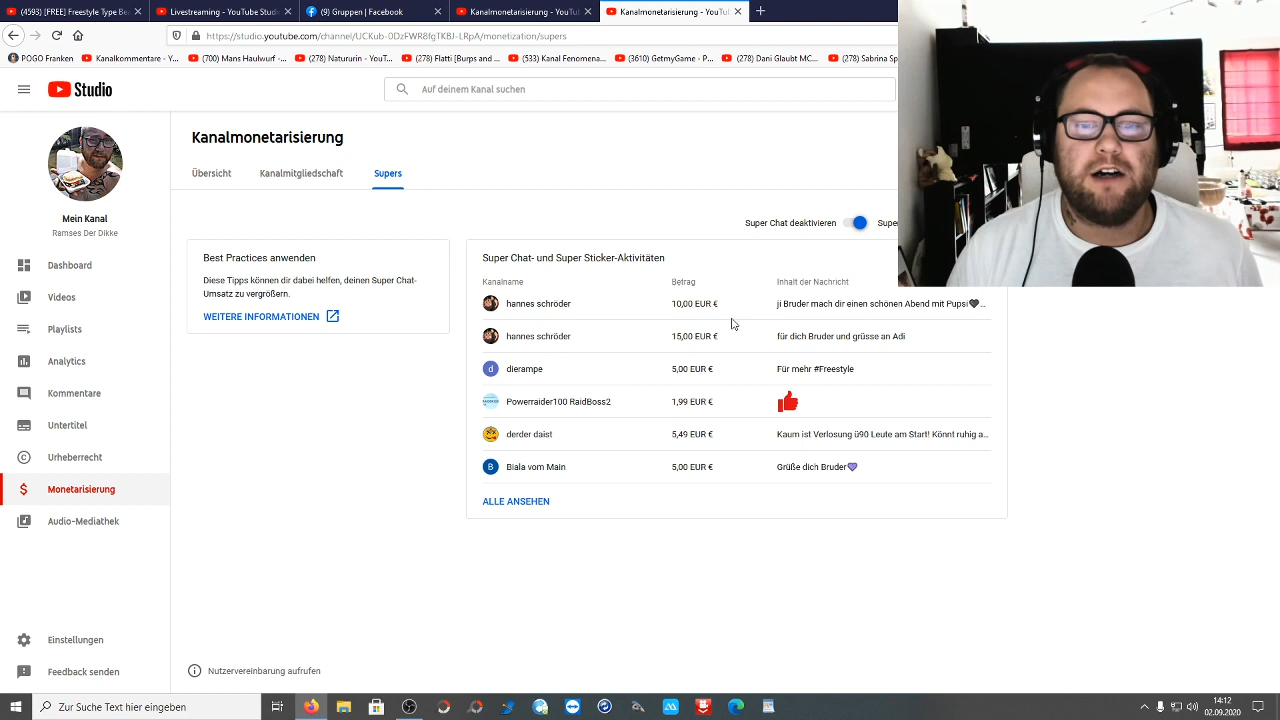 (4593) [FREE] Freestyle Type Be
Livestreaming - YouTube Studi
(9) Gruppen | Facebook
Kanalmonetarisierung - YouTu
Kanalmonetarisierung - YouTu
https://studio.youtube.com/channel/UCKub-0DzFWR8fgTKBJ-LRpA/monetization/supers
POGO Franken
Kanalkommentare - Y...
(700) Mans Haulwurf -...
(278) Natururin - YouT...
(278) Flatti [Burps and ...
(533) Kanal Fenomena...
(3610) GetmyGame - P...
(278) Dani Glaubt MC...
(278) Sabrina Sp
Studio
Auf deinem Kanal suchen
Kanalmonetarisierung
Übersicht
Kanalmitgliedschaft
Supers
Mein Kanal
Ramses Der Dikke
Super Chat deaktivieren
Supe
Dashboard
Videos
Playlists
Analytics
Kommentare
Untertitel
Urheberrecht
Monetarisierung
Audio-Mediathek
Best Practices anwenden
Diese Tipps können dir dabei helfen, deinen Super Chat-
Umsatz zu vergrößern.
WEITERE INFORMATIONEN
Super Chat- und Super Sticker-Aktivitäten
Kanalname Betrag Inhalt der Nachricht
hannes schröder 10,00 EUR € ji Bruder mach dir einen schönen Abend mit Pupsi🖤...
hannes schröder 15,00 EUR € für dich Bruder und grüsse an Adi
d dierampe 5,00 EUR € Für mehr #Freestyle
Powerraider100 RaidBoss2 1,99 EUR €
derder daist 5,49 EUR € Kaum ist Verlosung ü90 Leute am Start! Könnt ruhig a...
B Biala vom Main 5,00 EUR € Grüße dich Bruder💜
ALLE ANSEHEN
Einstellungen
Feedback senden
Nutzervereinbarung aufrufen
Zur Suche Text hier eingeben
14:12
02.09.2020